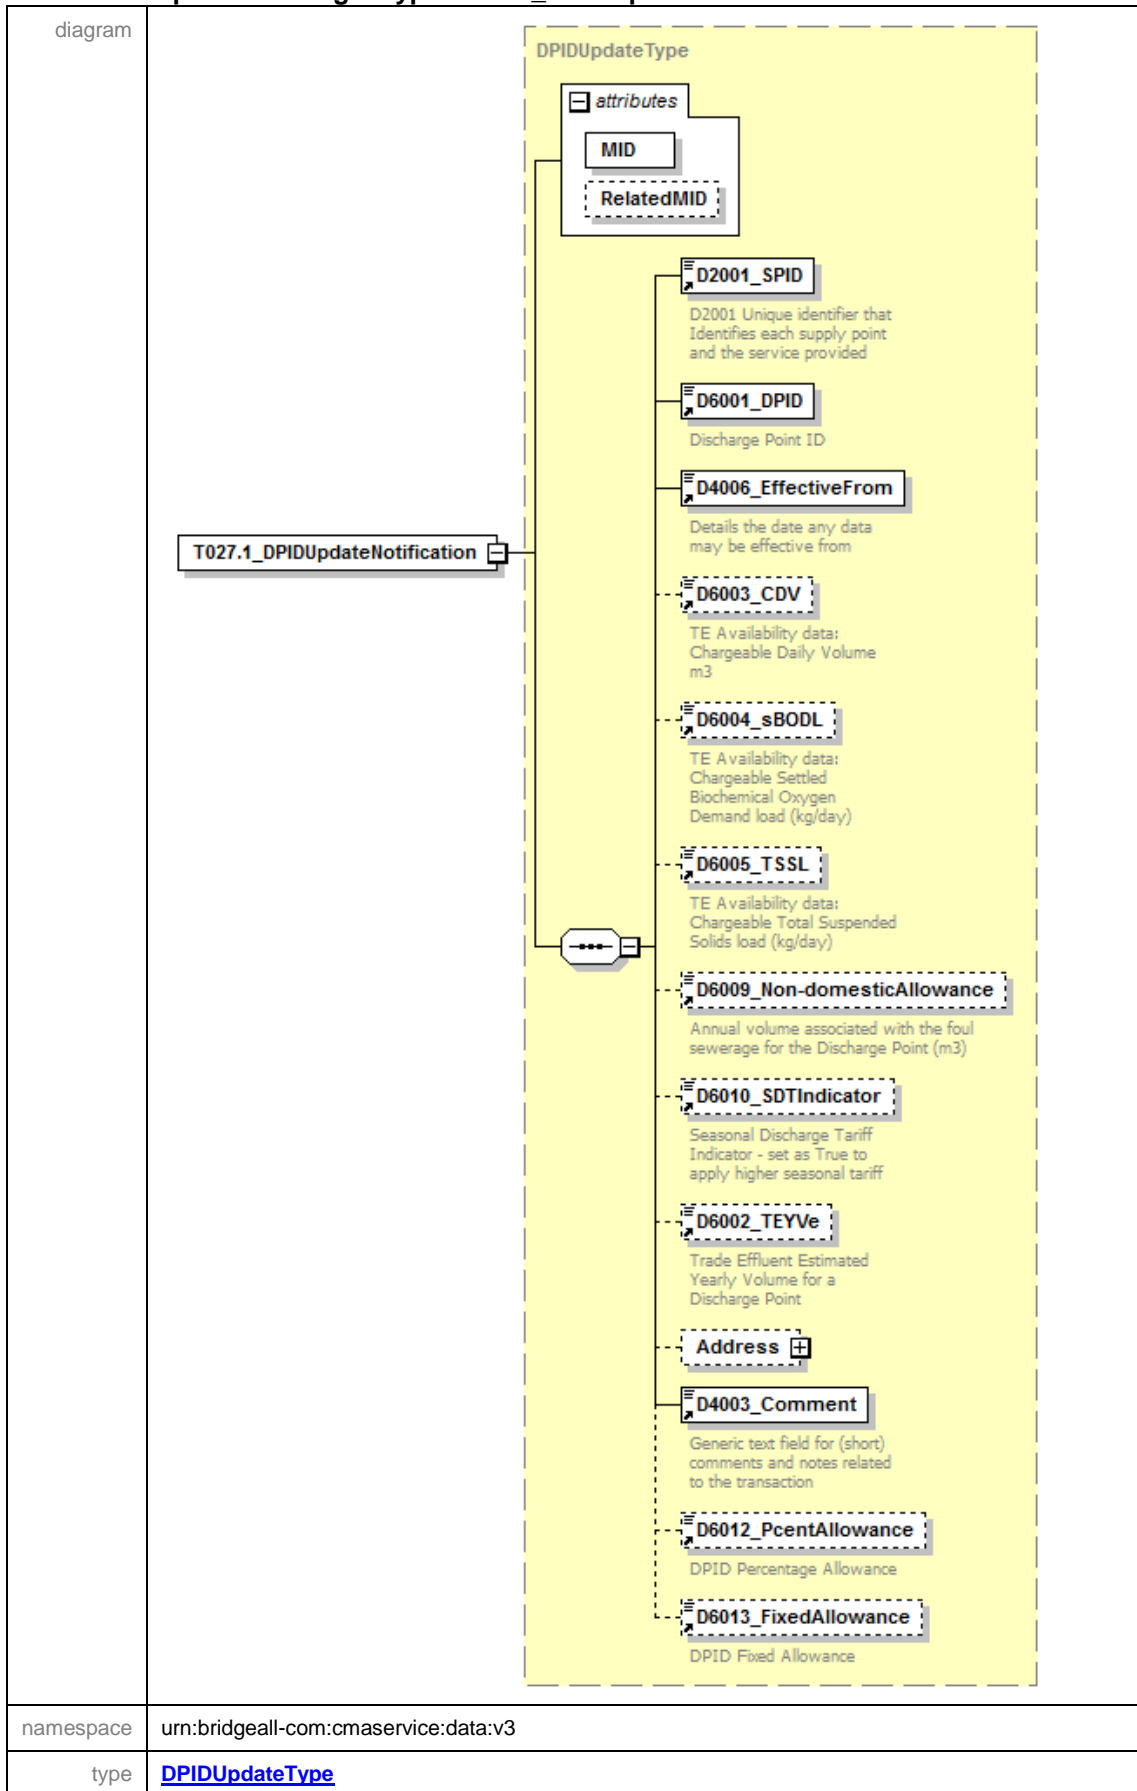 diagram
DPIDUpdateType
attributes
MID
RelatedMID
D2001_SPID
D2001 Unique identifier that
Identifies each supply point
and the service provided
D6001_DPID
Discharge Point ID
D4006_EffectiveFrom
Details the date any data
may be effective from
T027.1_DPIDUpdateNotification
D6003_CDV
TE Availability data:
Chargeable Daily Volume
m3
D6004_sBODL
TE Availability data:
Chargeable Settled
Biochemical Oxygen
Demand load (kg/day)
D6005_TSSL
TE Availability data:
Chargeable Total Suspended
Solids load (kg/day)
D6009_Non-domesticAllowance
Annual volume associated with the foul
sewerage for the Discharge Point (m3)
D6010_SDTIndicator
Seasonal Discharge Tariff
Indicator - set as True to
apply higher seasonal tariff
D6002_TEYVe
Trade Effluent Estimated
Yearly Volume for a
Discharge Point
Address
D4003_Comment
Generic text field for (short)
comments and notes related
to the transaction
D6012_PcentAllowance
DPID Percentage Allowance
D6013_FixedAllowance
DPID Fixed Allowance
namespace
urn:bridgeall-com:cmaservice:data:v3
type
DPIDUpdateType